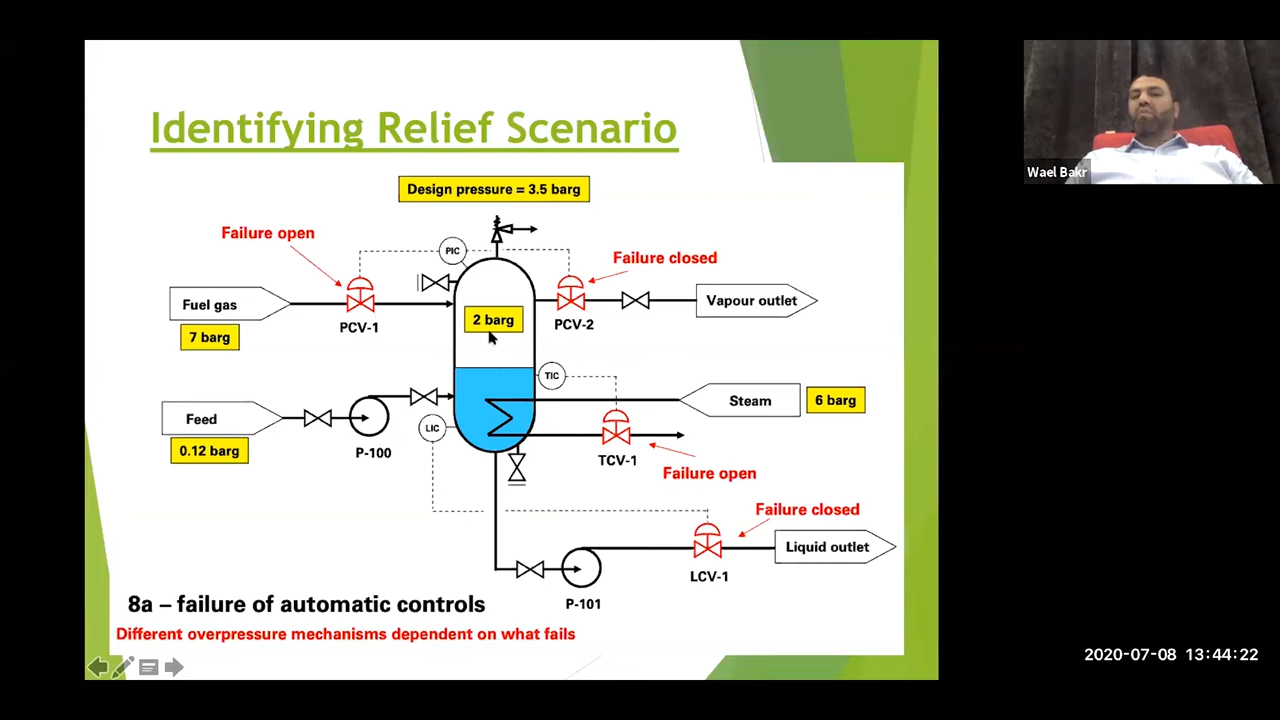 Identifying Relief Scenario
Wael Bakr
Design pressure = 3.5 barg
Failure open
PIC
Failure closed
Fuel gas
Vapour outlet
PCV-1
2 barg
PCV-2
7 barg
TIC
Steam
6 barg
Feed
LIC
0.12 barg
P-100
TCV-1
Failure open
Failure closed
Liquid outlet
LCV-1
P-101
8a – failure of automatic controls
Different overpressure mechanisms dependent on what fails
2020-07-08 13:44:22